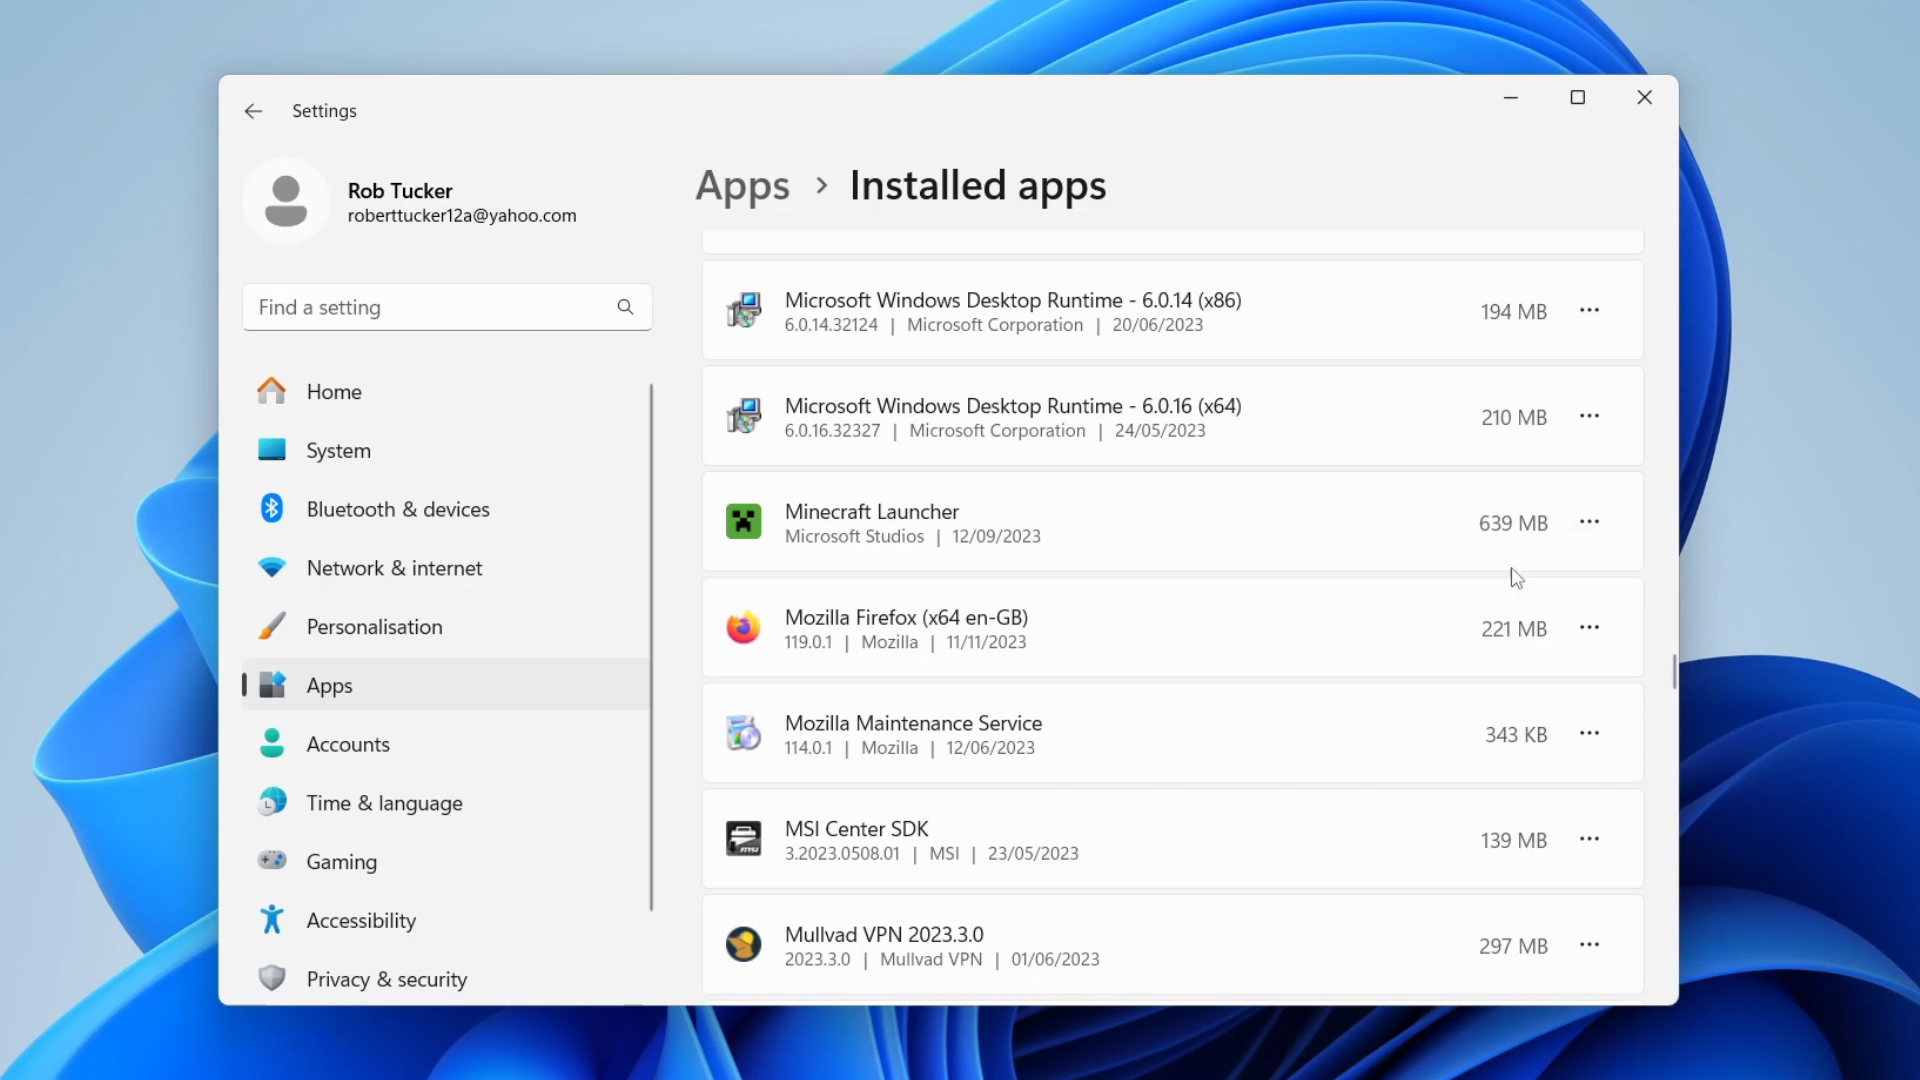 Settings
Rob Tucker
roberttucker12a@yahoo.com
Find a setting
Home
System
Bluetooth & devices
Network & internet
Personalisation
Apps
Accounts
Time & language
Gaming
Accessibility
Privacy & security
Apps > Installed apps
Microsoft Windows Desktop Runtime - 6.0.14 (x86)
6.0.14.32124 | Microsoft Corporation | 20/06/2023
194 MB
Microsoft Windows Desktop Runtime - 6.0.16 (x64)
6.0.16.32327 | Microsoft Corporation | 24/05/2023
210 MB
Minecraft Launcher
Microsoft Studios | 12/09/2023
639 MB
Mozilla Firefox (x64 en-GB)
119.0.1 | Mozilla | 11/11/2023
221 MB
Mozilla Maintenance Service
114.0.1 | Mozilla | 12/06/2023
343 KB
MSI Center SDK
3.2023.0508.01 | MSI | 23/05/2023
139 MB
Mullvad VPN 2023.3.0
2023.3.0 | Mullvad VPN | 01/06/2023
297 MB